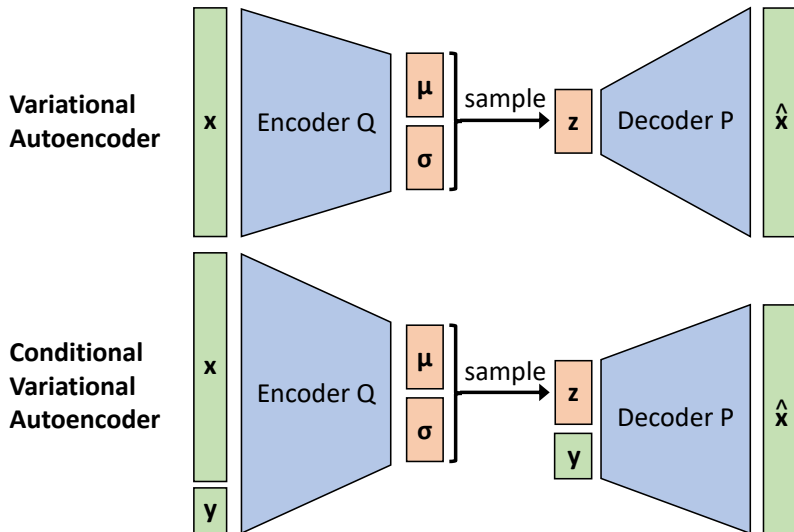 Variational
Autoencoder
x
Encoder Q
μ
σ
sample
z
Decoder P
x̂
Conditional
Variational
Autoencoder
x
y
Encoder Q
μ
σ
sample
z
y
Decoder P
x̂